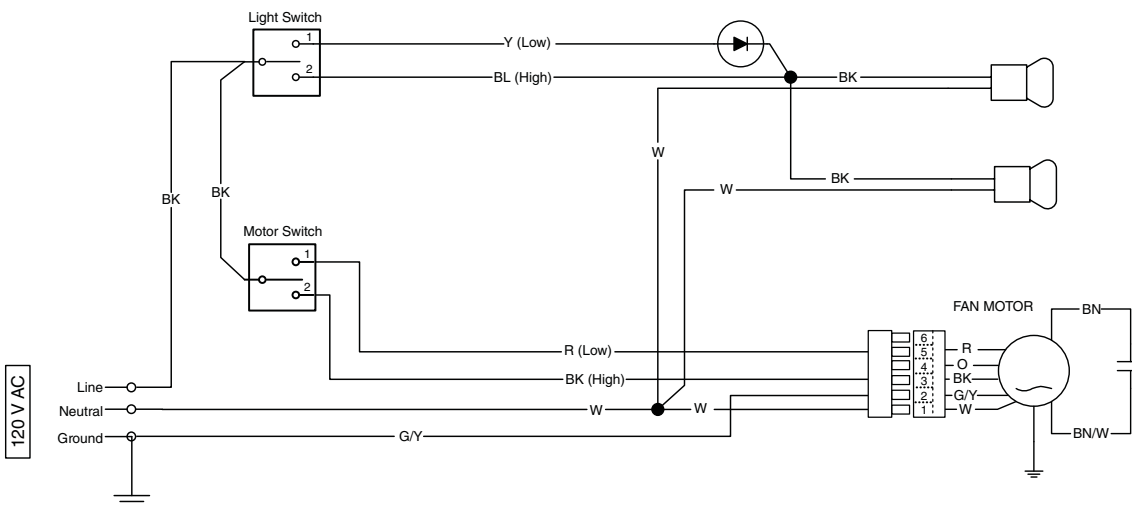 Light Switch
1
Y (Low)
2
BL (High)
BK
W
BK
BK
BK
W
Motor Switch
1
2
FAN MOTOR
BN
R (Low)
6
5
R
4
O
BK (High)
3
BK
2
G/Y
1
W
Line
Neutral
W
W
Ground
G/Y
BN/W
120 V AC